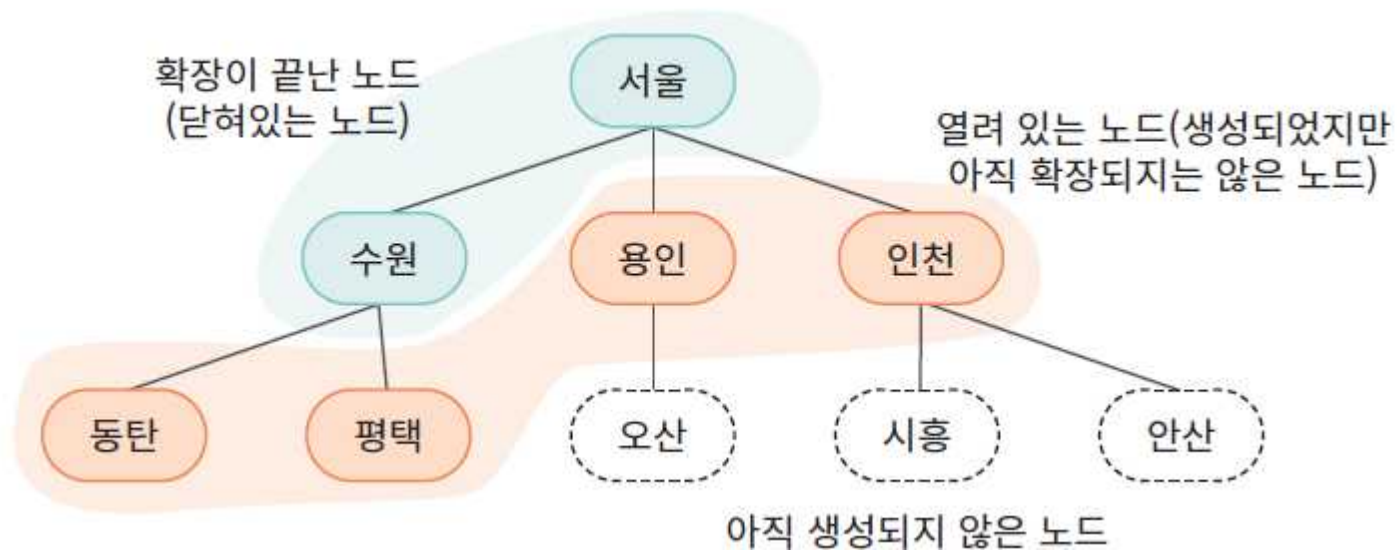 확장이 끝난 노드
(닫혀있는 노드)
서울
열려 있는 노드(생성되었지만
아직 확장되지는 않은 노드)
수원
용인
인천
동탄
평택
오산
시흥
안산
아직 생성되지 않은 노드